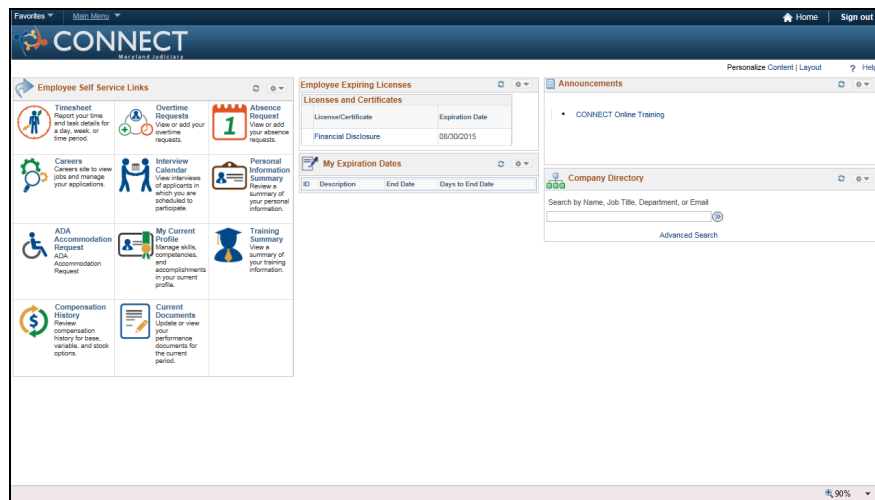 Favorites Main Menu Home Sign out
CONNECT
Maryland Judiciary
Personalize Content | Layout ? Help
Employee Self Service Links
Timesheet
Report your time
and task details for
a day, week, or
time period.
Overtime
Requests
View or add your
overtime
requests.
Absence
Request
View or add
your absence
requests.
1
Careers
Careers site to view
jobs and manage
your applications.
Interview
Calendar
View interviews
of applicants in
which you are
scheduled to
participate.
Personal
Information
Summary
Review a
summary of
your personal
information.
ADA
Accommodation
Request
ADA
Accommodation
Request
My Current
Profile
Manage skills,
competencies,
and
accomplishments
in your current
profile.
Training
Summary
View a
summary of
your training
information.
$
Compensation
History
Review
compensation
history for base,
variable, and stock
options.
Current
Documents
Update or view
your
performance
documents for
the current
period.
Employee Expiring Licenses
Licenses and Certificates
License/Certificate Expiration Date
Financial Disclosure 08/30/2015
My Expiration Dates
ID Description End Date Days to End Date
Announcements
• CONNECT Online Training
Company Directory
Search by Name, Job Title, Department, or Email
Advanced Search
90%